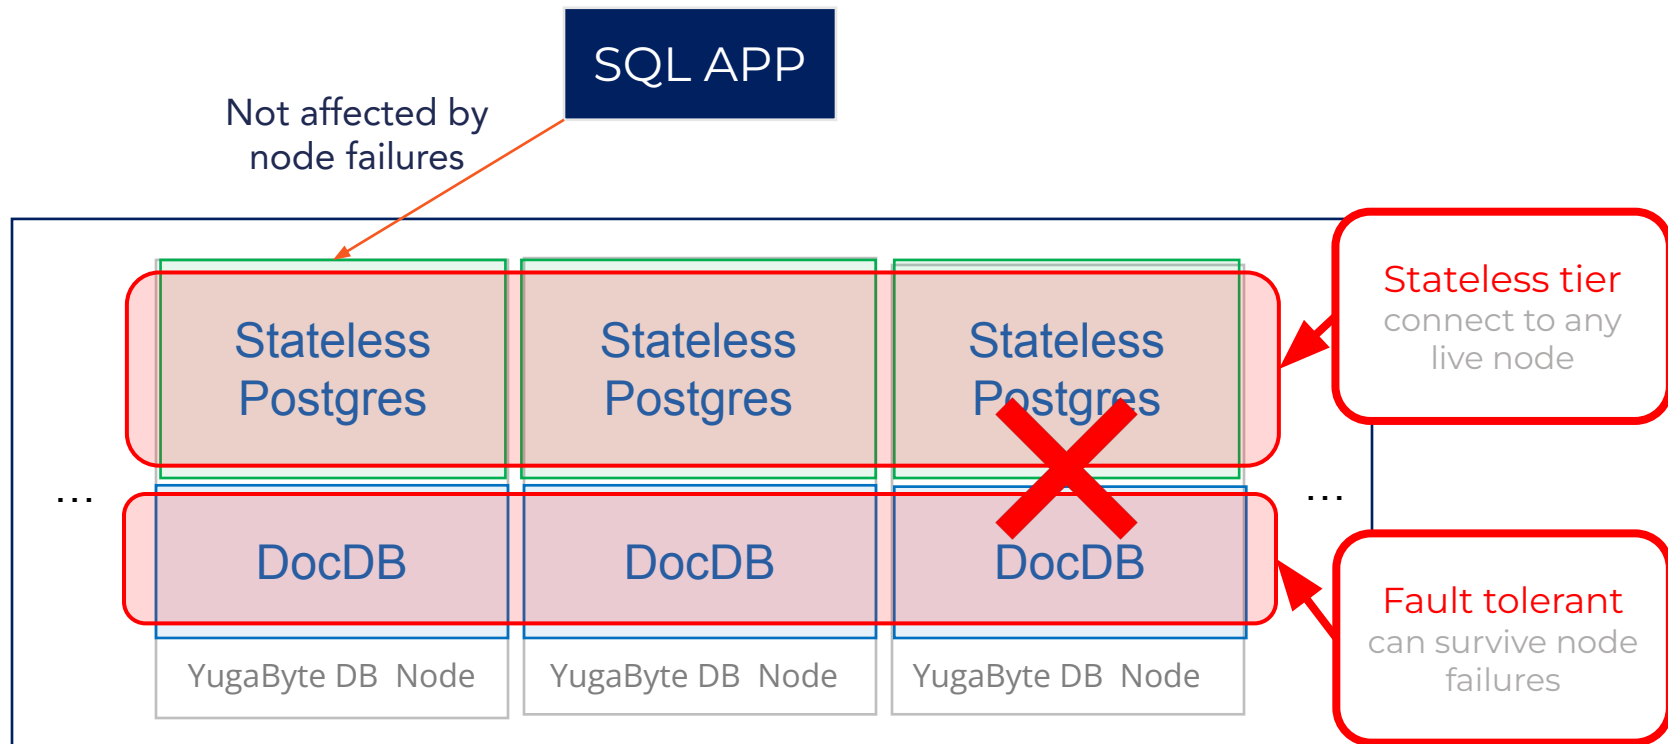 SQL APP
Not affected by
node failures
Stateless
Postgres
Stateless
Postgres
Stateless
Postgres
Stateless tier
connect to any
live node
...
...
DocDB
DocDB
DocDB
Fault tolerant
can survive node
failures
YugaByte DB Node
YugaByte DB Node
YugaByte DB Node